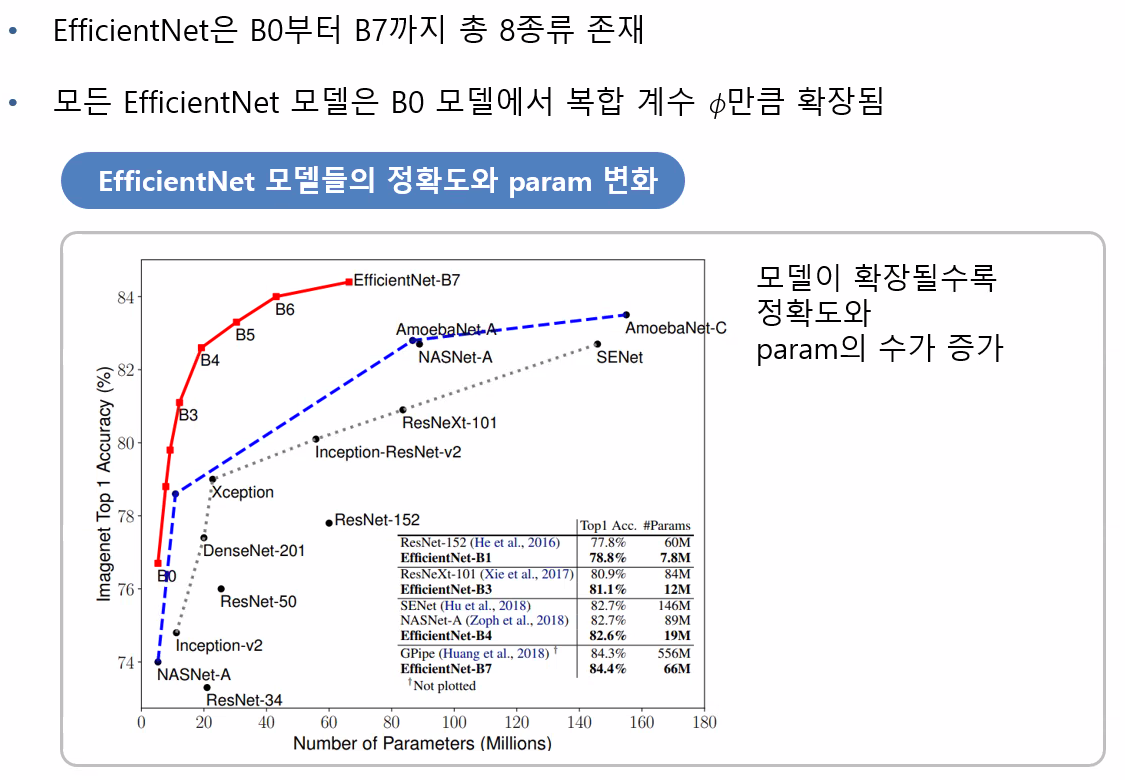 • EfficientNet은 B0부터 B7까지 총 8종류 존재
• 모든 EfficientNet 모델은 B0 모델에서 복합 계수 𝜙만큼 확장됨
EfficientNet 모델들의 정확도와 param 변화
모델이 확장될수록
정확도와
param의 수가 증가
Imagenet Top 1 Accuracy (%)
84
82
80
78
76
74
EfficientNet-B7
B6
B5
B4
B3
B0
AmoebaNet-A
AmoebaNet-C
NASNet-A
SENet
ResNeXt-101
Inception-ResNet-v2
Xception
ResNet-152
DenseNet-201
ResNet-50
Inception-v2
NASNet-A
ResNet-34
Top1 Acc. #Params
ResNet-152 (He et al., 2016) 77.8% 60M
EfficientNet-B1 78.8% 7.8M
ResNeXt-101 (Xie et al., 2017) 80.9% 84M
EfficientNet-B3 81.1% 12M
SENet (Hu et al., 2018) 82.7% 146M
NASNet-A (Zoph et al., 2018) 82.7% 89M
EfficientNet-B4 82.6% 19M
GPipe (Huang et al., 2018) † 84.3% 556M
EfficientNet-B7 84.4% 66M
†Not plotted
0 20 40 60 80 100 120 140 160 180
Number of Parameters (Millions)